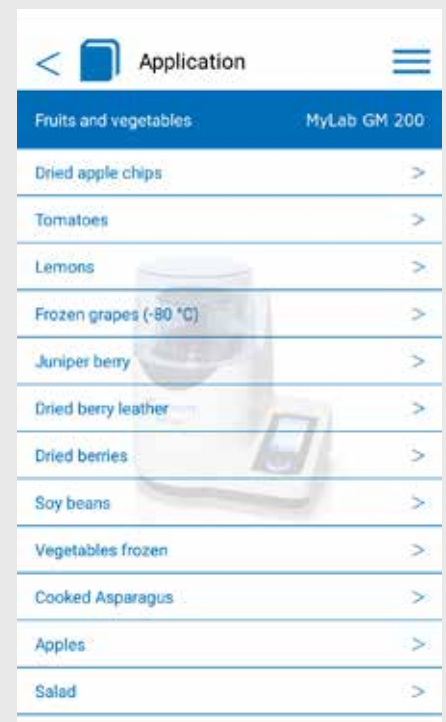 < Application
Fruits and vegetables MyLab GM 200
Dried apple chips >
Tomatoes >
Lemons >
Frozen grapes (-80 °C) >
Juniper berry >
Dried berry leather >
Dried berries >
Soy beans >
Vegetables frozen >
Cooked Asparagus >
Apples >
Salad >